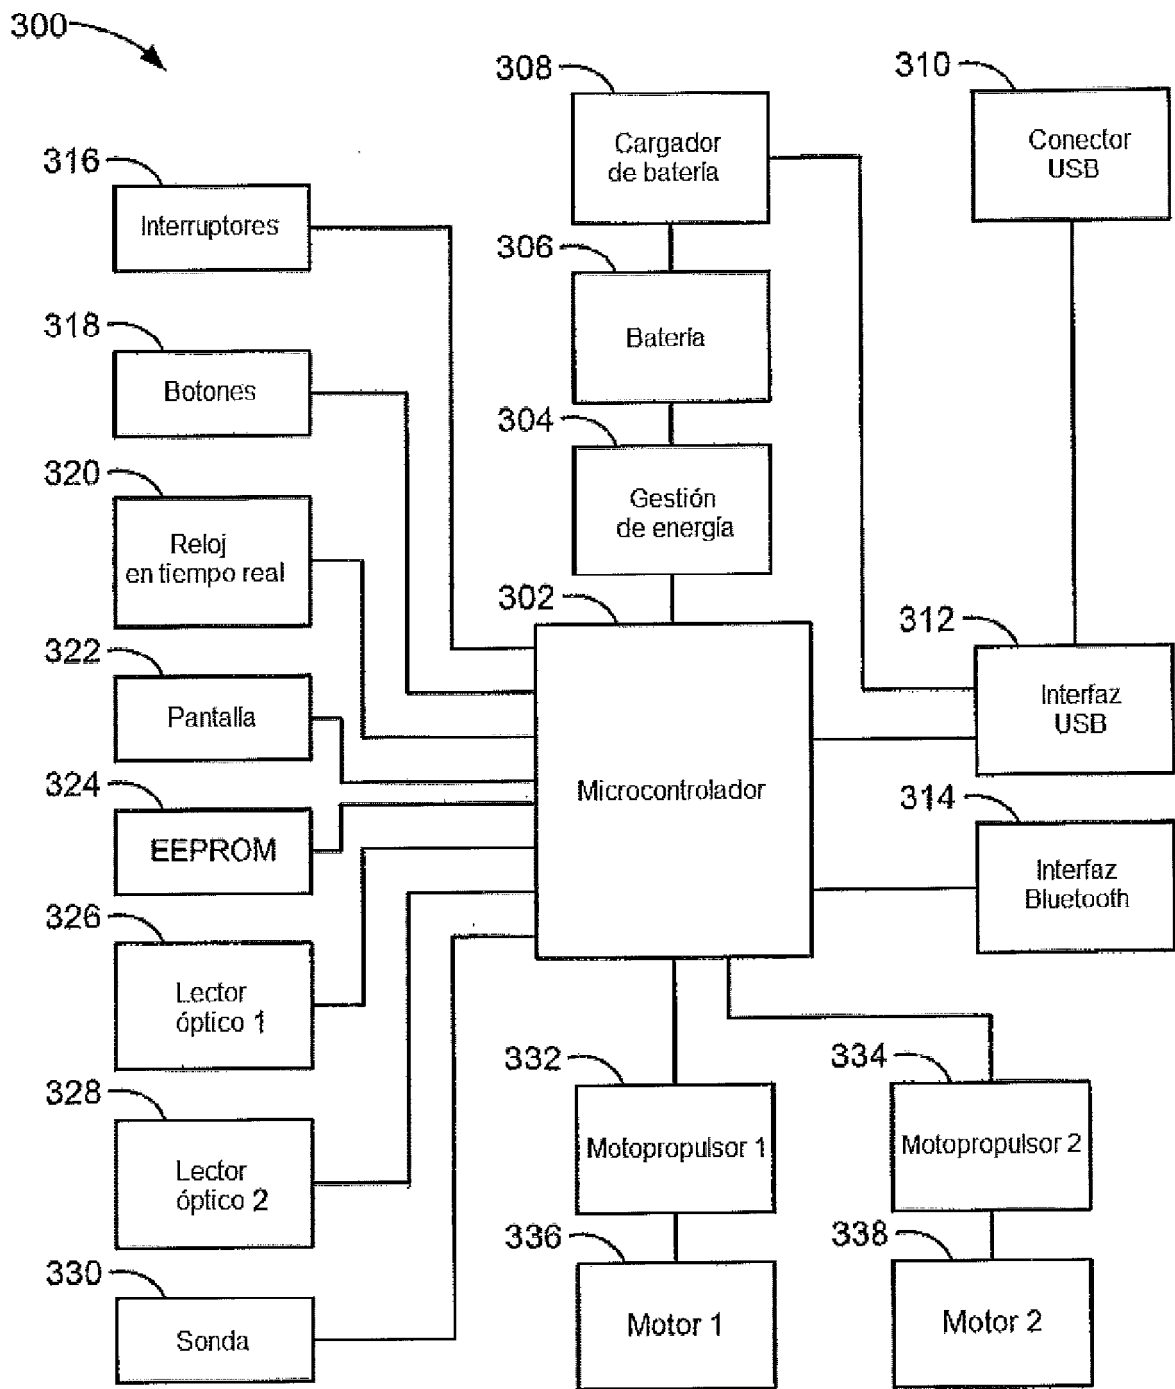 300
308
310
Cargador
de batería
Conector
USB
316
Interruptores
306
Batería
318
Botones
304
Gestión
de energía
320
Reloj
en tiempo real
302
Microcontrolador
312
Interfaz
USB
322
Pantalla
324
EEPROM
314
Interfaz
Bluetooth
326
Lector
óptico 1
328
Lector
óptico 2
332
Motopropulsor 1
334
Motopropulsor 2
330
Sonda
336
Motor 1
338
Motor 2